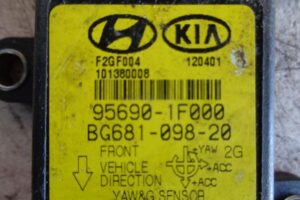 HYUNDAI KIA
F2GF004 120401
101380008
95690-1F000
BG681-098-20
FRONT YAW 2G
VEHICLE +ACC
DIRECTION +ACC
YAW&G SENSOR